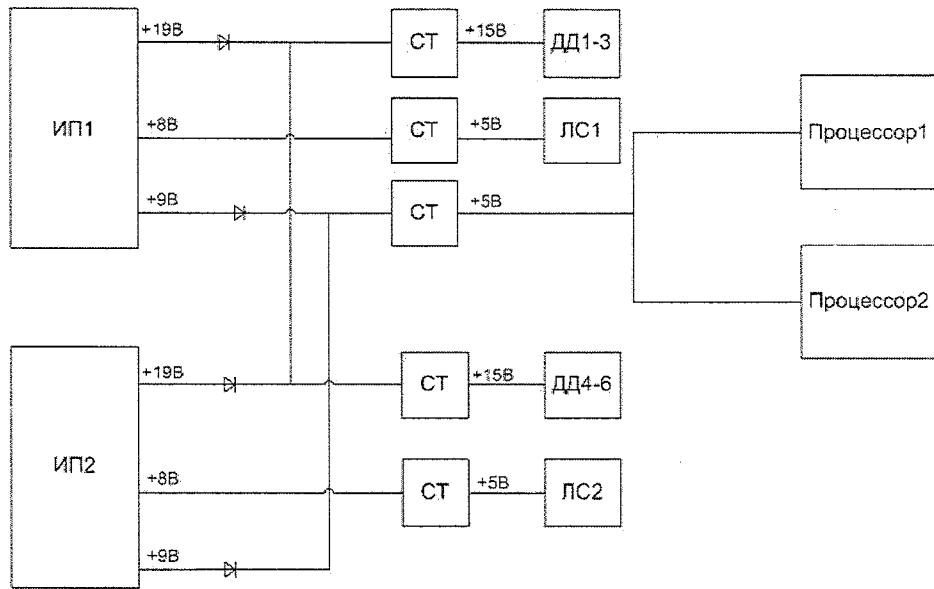 +19В
СТ
+15В
ДД1-3
ИП1
+8В
СТ
+5В
ЛС1
Процессор1
+9В
СТ
+5В
Процессор2
+19В
СТ
+15В
ДД4-6
ИП2
+8В
СТ
+5В
ЛС2
+9В